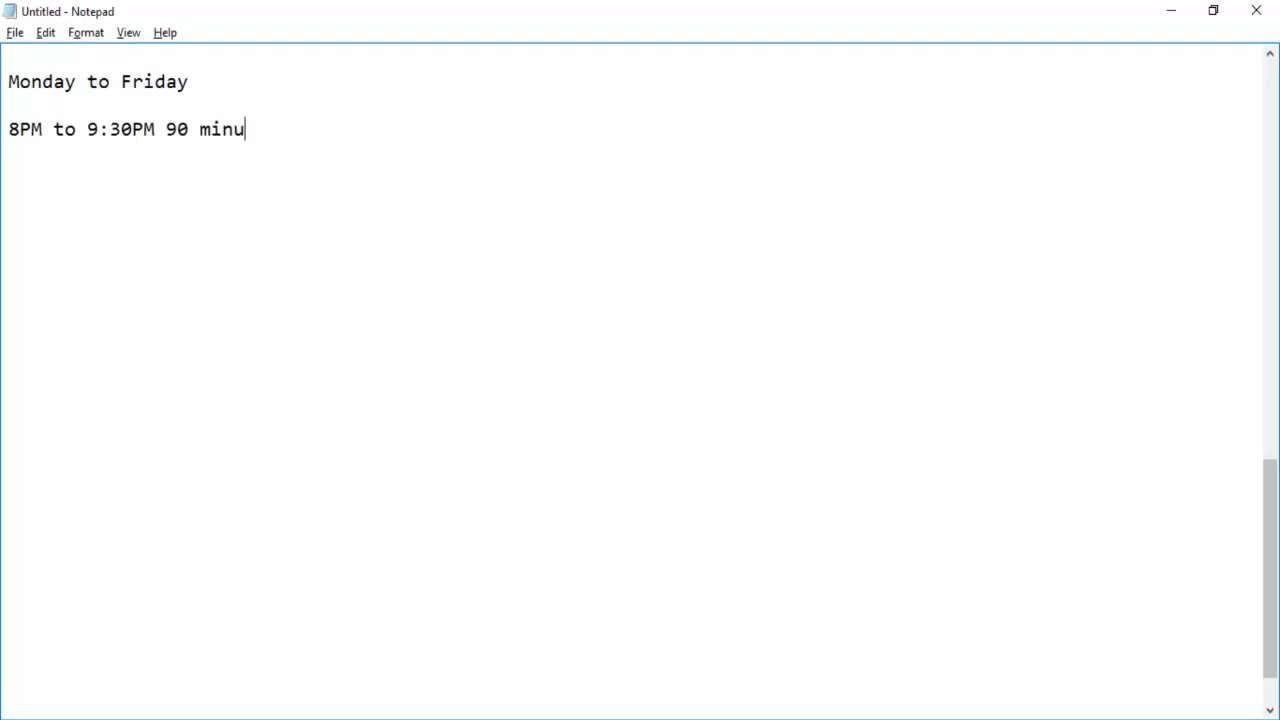 Untitled - Notepad
File Edit Format View Help
Monday to Friday
8PM to 9:30PM 90 minu